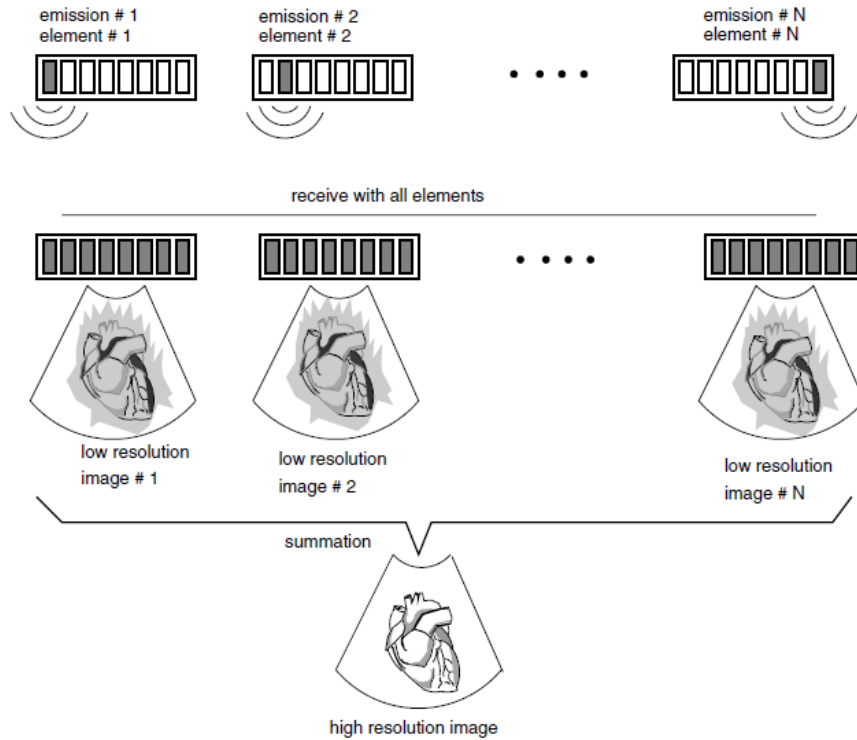 emission # 1
element # 1
emission # 2
element # 2
emission # N
element # N
receive with all elements
low resolution
image # 1
low resolution
image # 2
low resolution
image # N
summation
high resolution image